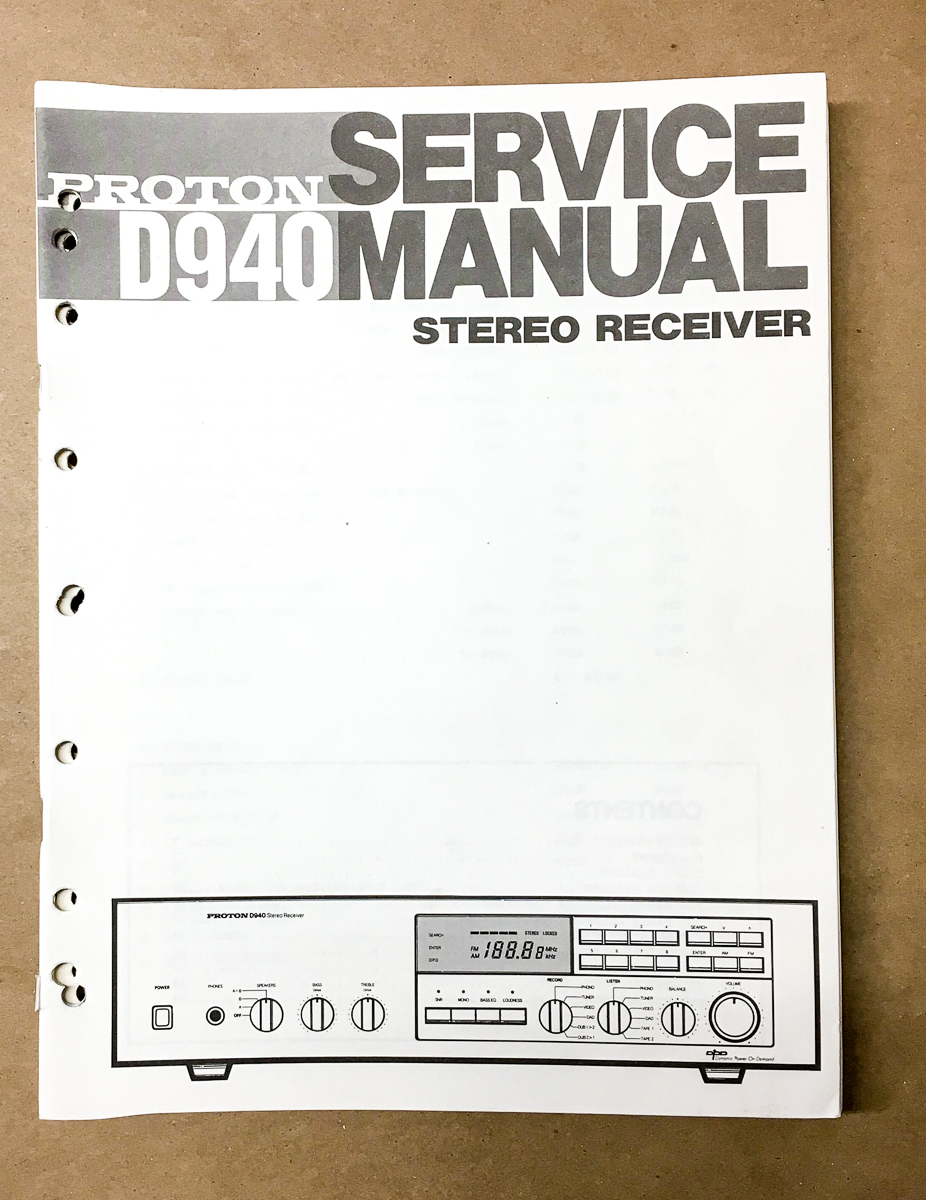 PROTON
SERVICE
D940
MANUAL
STEREO RECEIVER
CONTENTS
PROTON D940 Stereo Receiver
SEARCH
ENTER
D.P.D.
STEREO LOCKED
FM 188.88 MHz
AM kHz
1 2 3 4
5 6 7 8
SEARCH ∨ ∧
ENTER AM FM
POWER
PHONES
SPEAKERS
A+B
B
A
OFF
BASS
TREBLE
SNR MONO BASS EQ LOUDNESS
RECORD
PHONO
TUNER
VIDEO
DAD
DUB 1>2
DUB 2>1
LISTEN
PHONO
TUNER
VIDEO
DAD
TAPE 1
TAPE 2
BALANCE
VOLUME
DPD
Dynamic Power On Demand